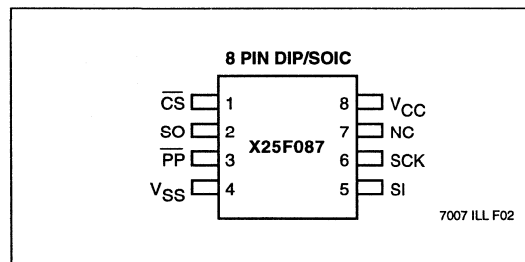 8 PIN DIP/SOIC
CS 1 8 VCC
SO 2 X25F087 7 NC
PP 3 6 SCK
VSS 4 5 SI
7007 ILL F02